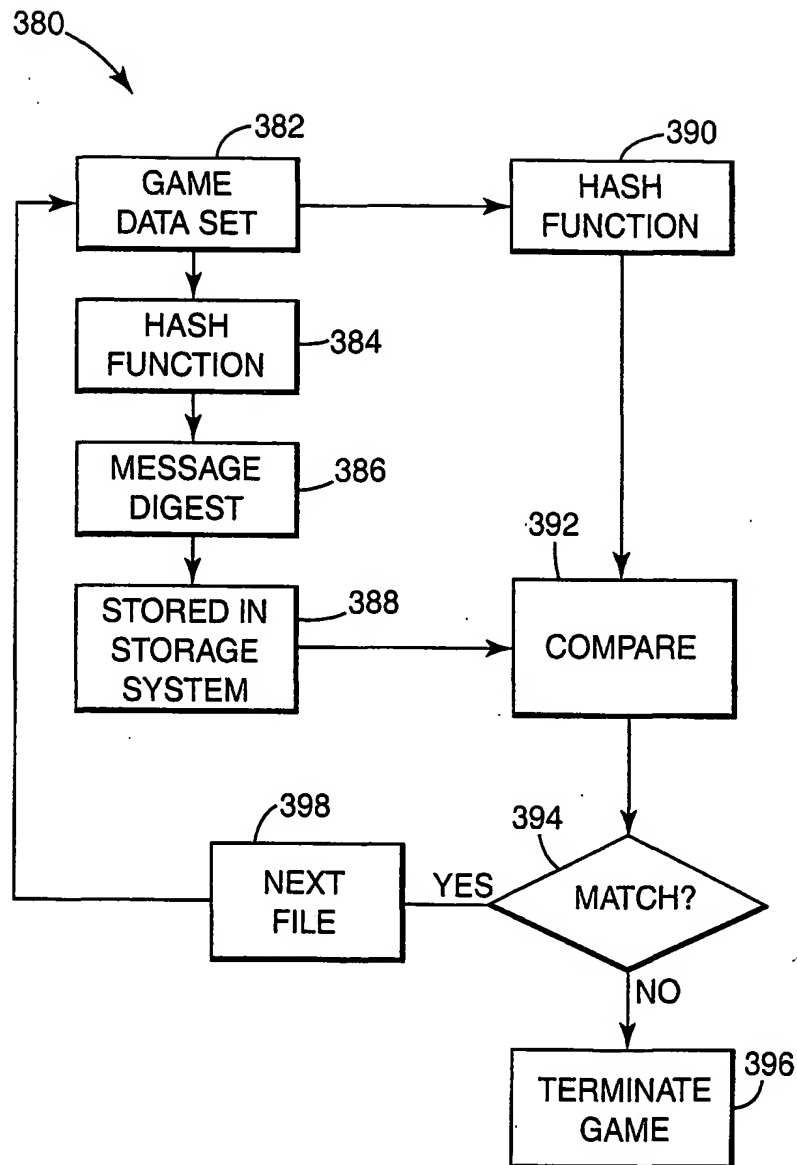 380
382
GAME
DATA SET
390
HASH
FUNCTION
HASH
FUNCTION
384
MESSAGE
DIGEST
386
STORED IN
STORAGE
SYSTEM
388
392
COMPARE
398
NEXT
FILE
YES
394
MATCH?
NO
TERMINATE
GAME
396